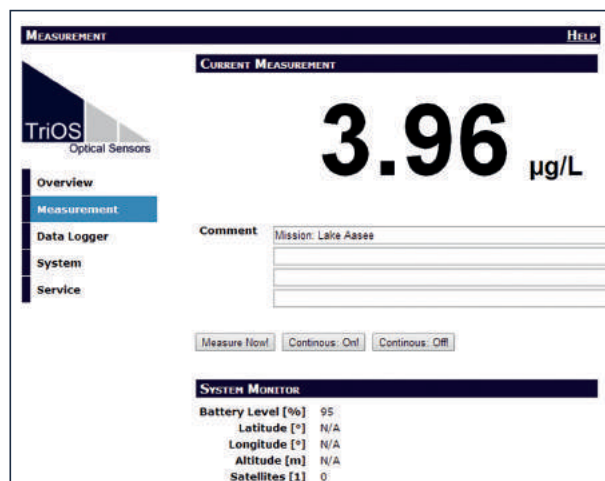 MEASUREMENT HELP
CURRENT MEASUREMENT
TriOS
Optical Sensors
3.96 µg/L
Overview
Measurement
Data Logger
System
Service
Comment Mission: Lake Aasee
Measure Now! Continous: On! Continous: Off!
SYSTEM MONITOR
Battery Level [%] 95
Latitude [°] N/A
Longitude [°] N/A
Altitude [m] N/A
Satellites [1] 0